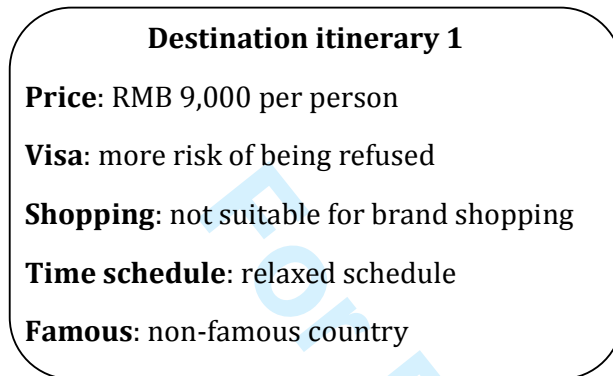 Destination itinerary 1
Price: RMB 9,000 per person
Visa: more risk of being refused
Shopping: not suitable for brand shopping
Time schedule: relaxed schedule
Famous: non-famous country
For